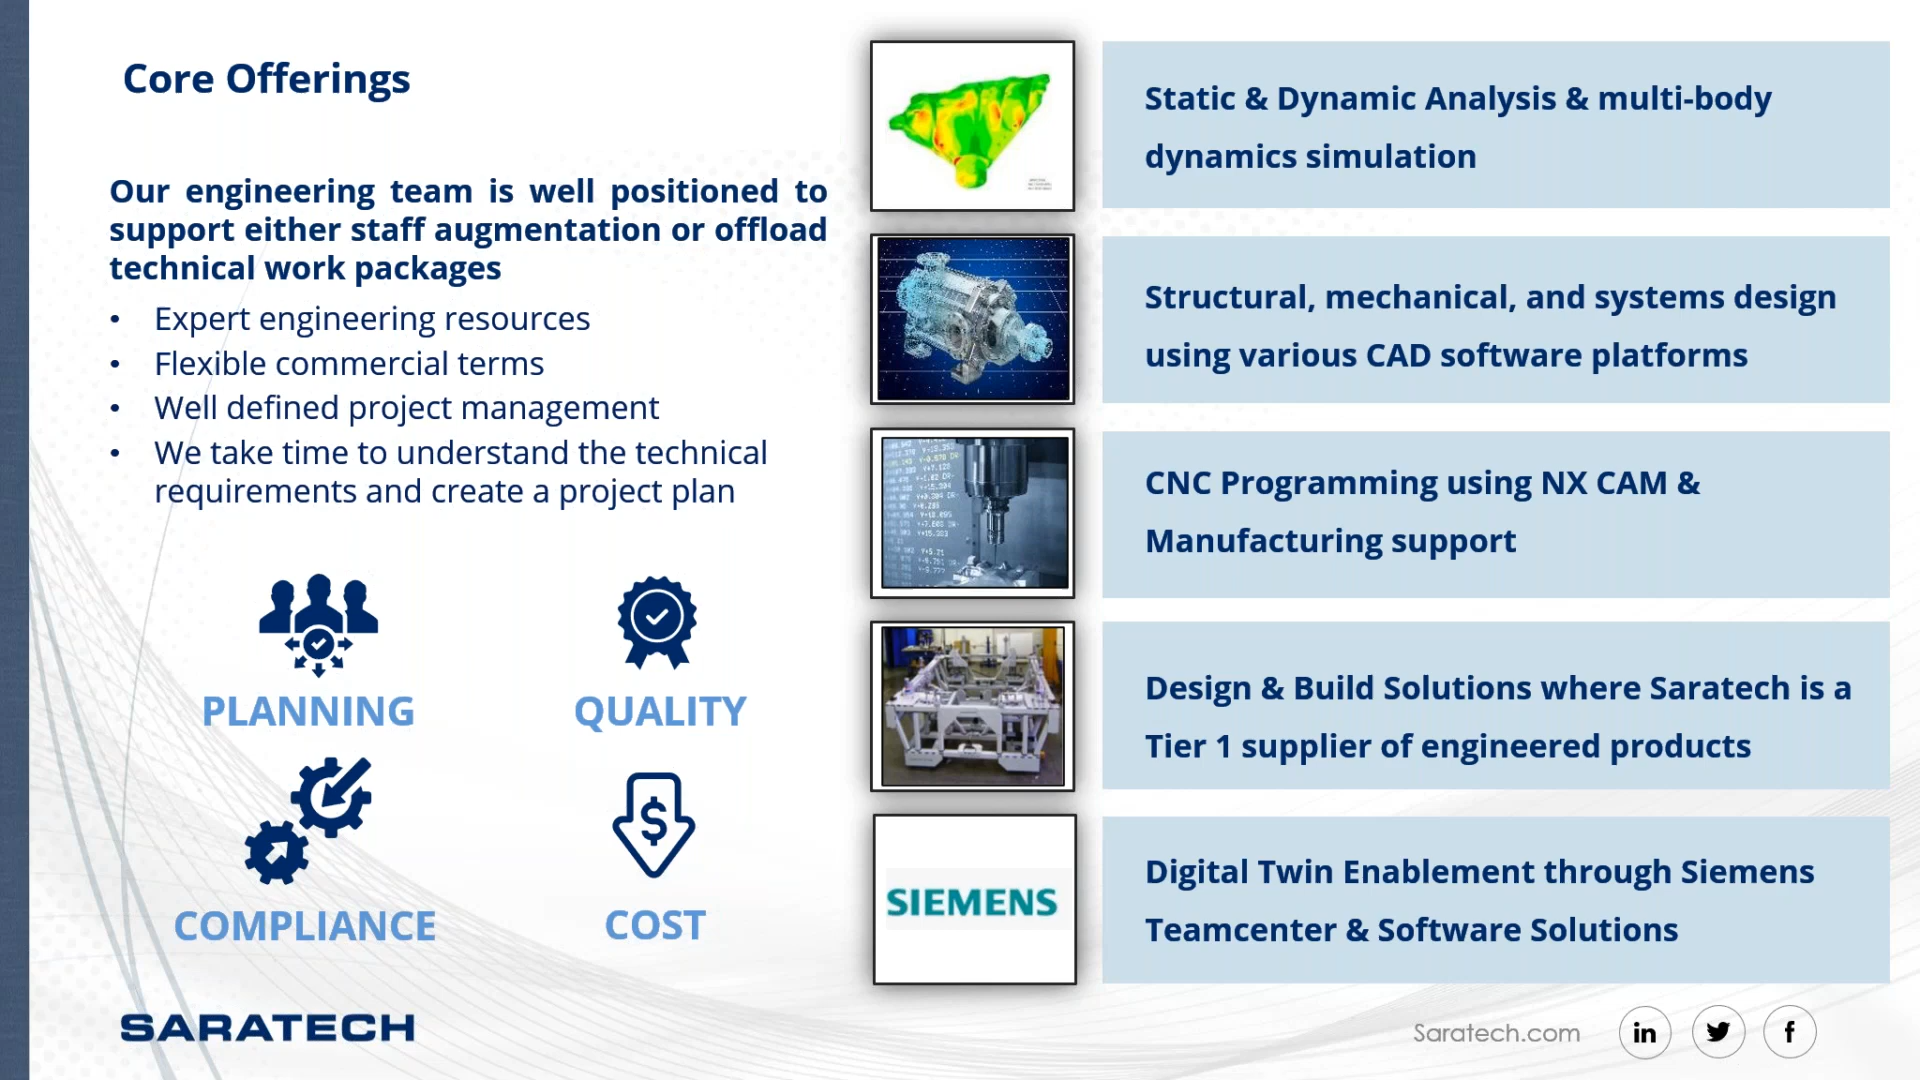 Core Offerings
Our engineering team is well positioned to
support either staff augmentation or offload
technical work packages
• Expert engineering resources
• Flexible commercial terms
• Well defined project management
• We take time to understand the technical
requirements and create a project plan
PLANNING
QUALITY
COMPLIANCE
COST
SARATECH
Static & Dynamic Analysis & multi-body
dynamics simulation
Structural, mechanical, and systems design
using various CAD software platforms
CNC Programming using NX CAM &
Manufacturing support
Design & Build Solutions where Saratech is a
Tier 1 supplier of engineered products
SIEMENS
Digital Twin Enablement through Siemens
Teamcenter & Software Solutions
Saratech.com